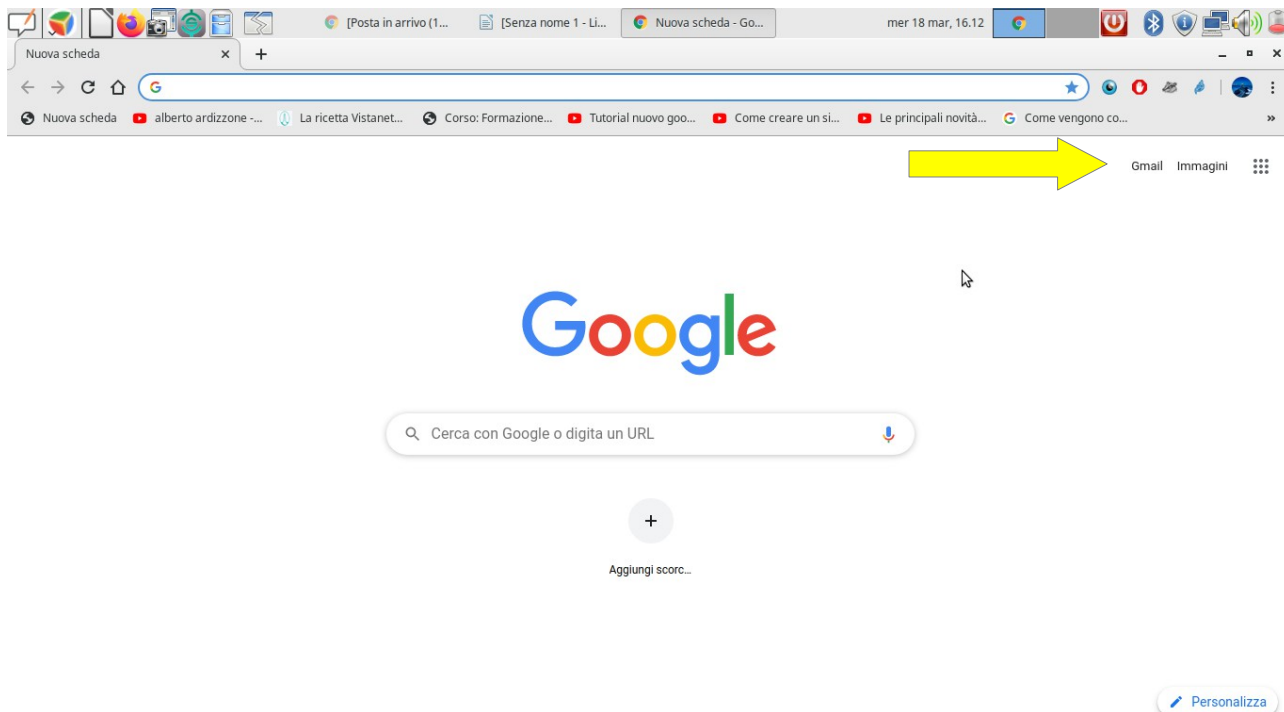 [Posta in arrivo (1... [Senza nome 1 - Li... Nuova scheda - Go... mer 18 mar, 16.12
Nuova scheda
Nuova scheda alberto ardizzone -... La ricetta Vistanet... Corso: Formazione... Tutorial nuovo goo... Come creare un si... Le principali novità... Come vengono co... »
Gmail Immagini
Google
Cerca con Google o digita un URL
Aggiungi scorc...
Personalizza